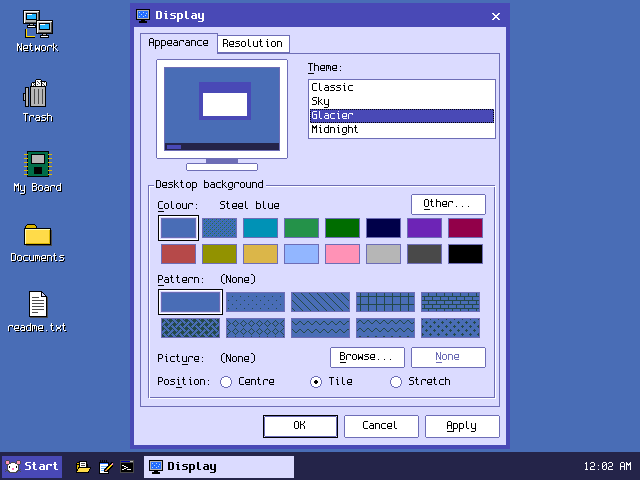 Network
Trash
My Board
Documents
readme.txt
Display
Appearance
Resolution
Theme:
Classic
Sky
Glacier
Midnight
Desktop background
Colour: Steel blue
Other...
Pattern: (None)
Picture: (None)
Browse...
None
Position: Centre Tile Stretch
OK
Cancel
Apply
Start
Display
12:02 AM